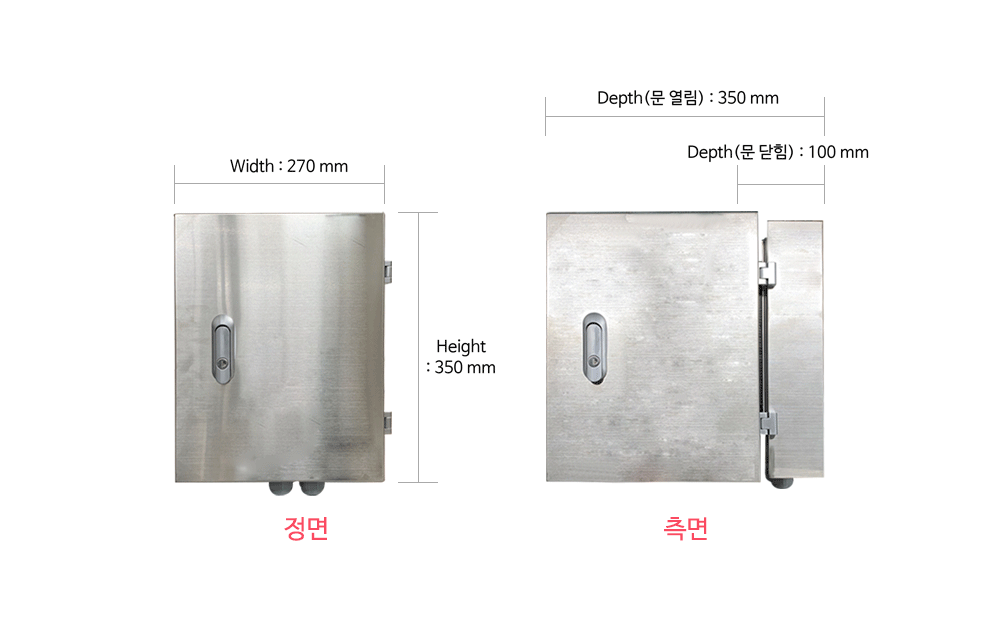 Depth(문 열림) : 350 mm
Depth(문 닫힘) : 100 mm
Width : 270 mm
Height
: 350 mm
정면
측면